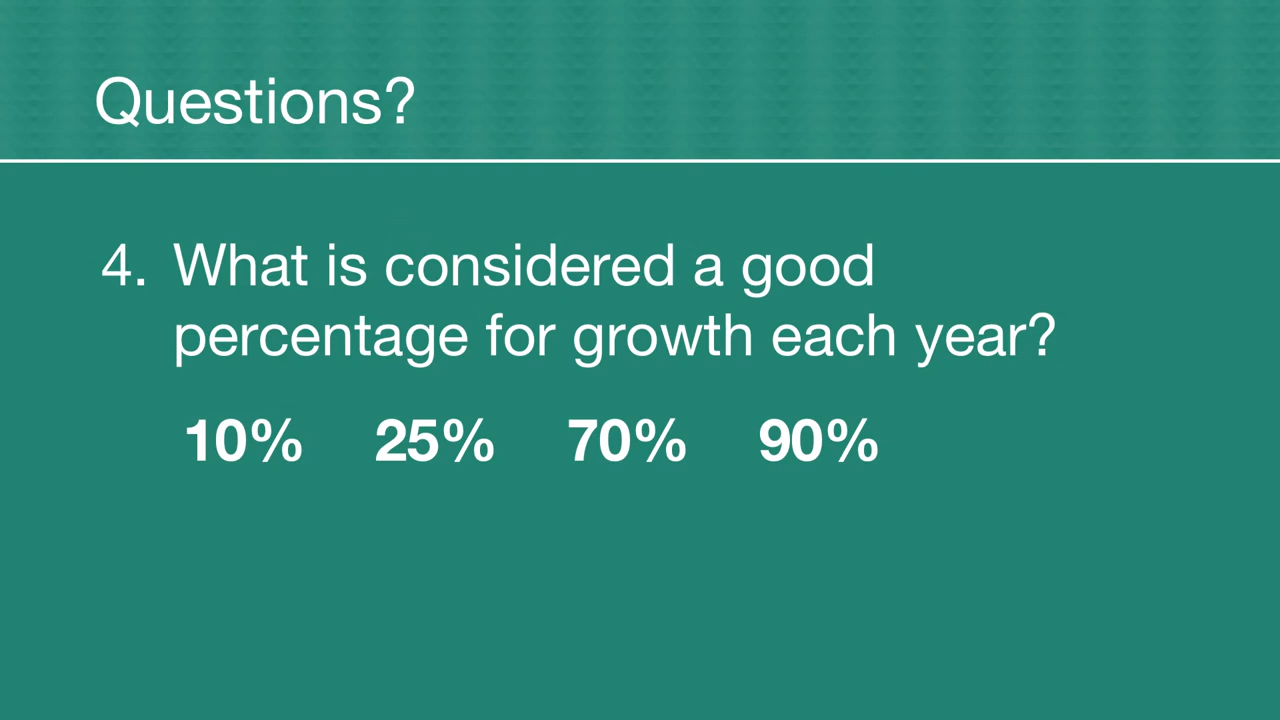 Questions?
4. What is considered a good
percentage for growth each year?
10% 25% 70% 90%